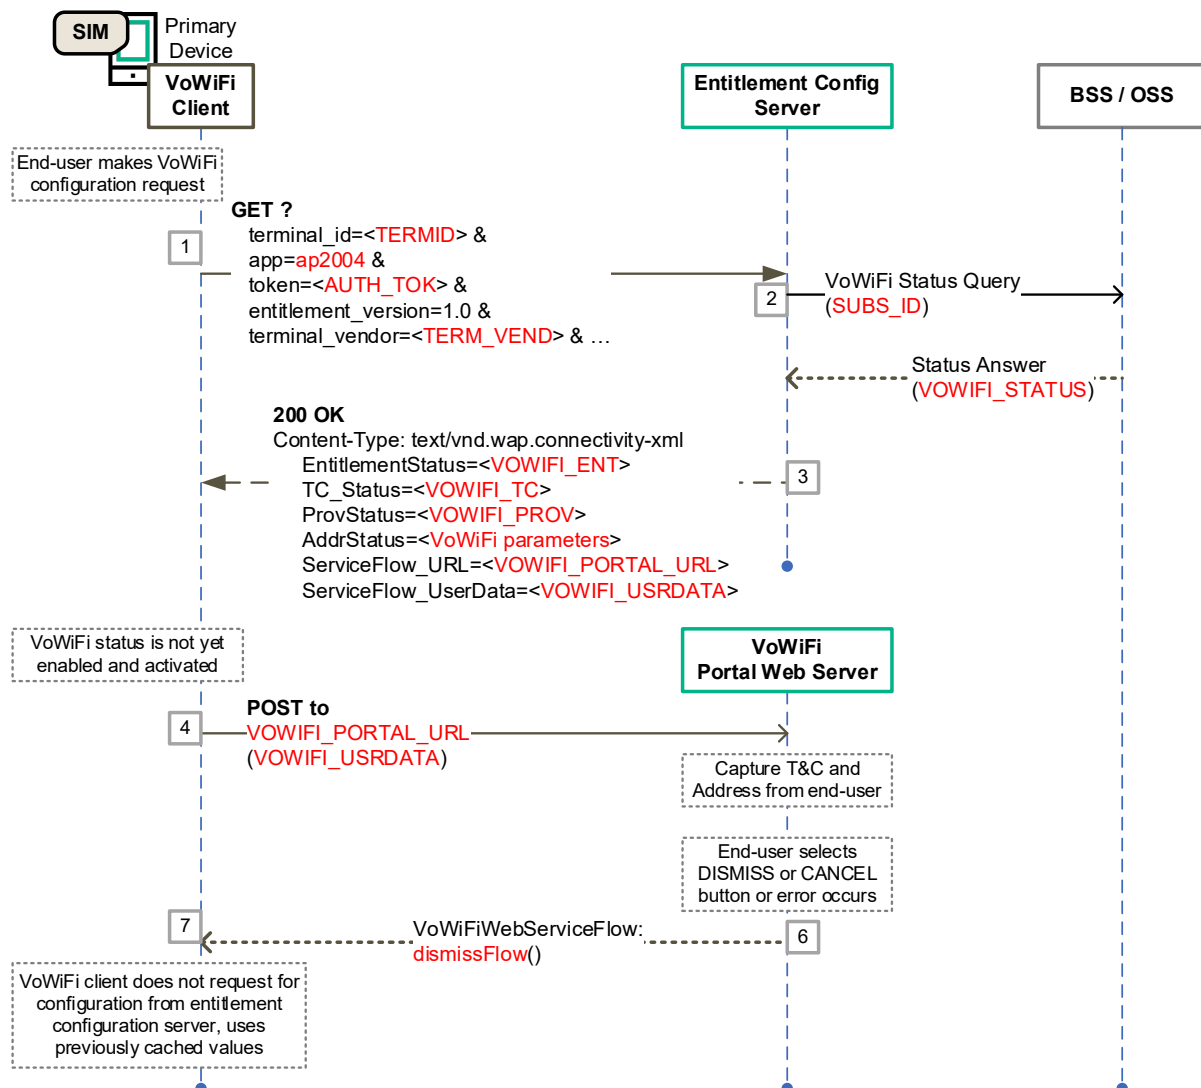 SIM
Primary
Device
VoWiFi
Client
Entitlement Config
Server
BSS / OSS
End-user makes VoWiFi
configuration request
1
GET ?
terminal_id=<TERMID> &
app=ap2004 &
token=<AUTH_TOK> &
entitlement_version=1.0 &
terminal_vendor=<TERM_VEND> & …
2
VoWiFi Status Query
(SUBS_ID)
Status Answer
(VOWIFI_STATUS)
200 OK
Content-Type: text/vnd.wap.connectivity-xml
EntitlementStatus=<VOWIFI_ENT>
TC_Status=<VOWIFI_TC>
ProvStatus=<VOWIFI_PROV>
AddrStatus=<VoWiFi parameters>
ServiceFlow_URL=<VOWIFI_PORTAL_URL>
ServiceFlow_UserData=<VOWIFI_USRDATA>
3
VoWiFi status is not yet
enabled and activated
VoWiFi
Portal Web Server
4
POST to
VOWIFI_PORTAL_URL
(VOWIFI_USRDATA)
Capture T&C and
Address from end-user
End-user selects
DISMISS or CANCEL
button or error occurs
7
VoWiFiWebServiceFlow:
dismissFlow()
6
VoWiFi client does not request for
configuration from entitlement
configuration server, uses
previously cached values